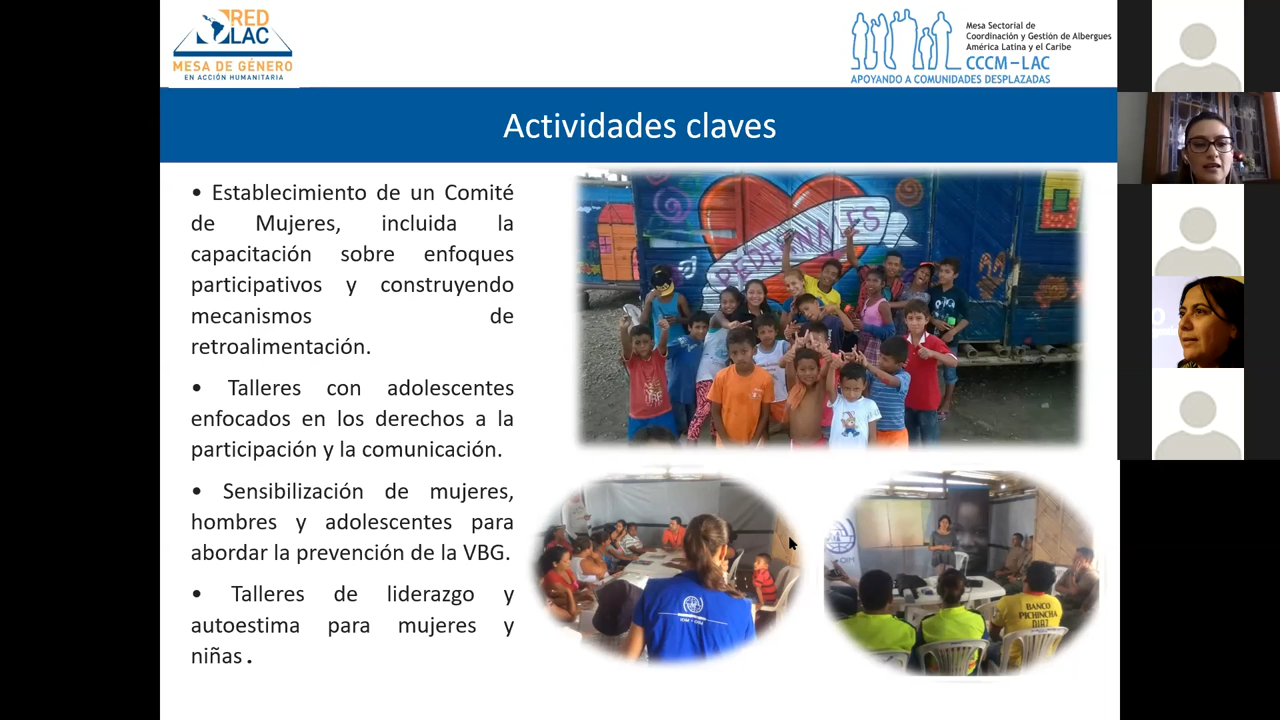 RED
LAC
MESA DE GÉNERO
EN ACCIÓN HUMANITARIA
Mesa Sectorial de
Coordinación y Gestión de Albergues
América Latina y el Caribe
CCCM-LAC
APOYANDO A COMUNIDADES DESPLAZADAS
Actividades claves
• Establecimiento de un Comité
de Mujeres, incluida la
capacitación sobre enfoques
participativos y construyendo
mecanismos de
retroalimentación.
• Talleres con adolescentes
enfocados en los derechos a la
participación y la comunicación.
• Sensibilización de mujeres,
hombres y adolescentes para
abordar la prevención de la VBG.
• Talleres de liderazgo y
autoestima para mujeres y
niñas.
PEDERNALES
OIM
BANCO
PICHINCHA